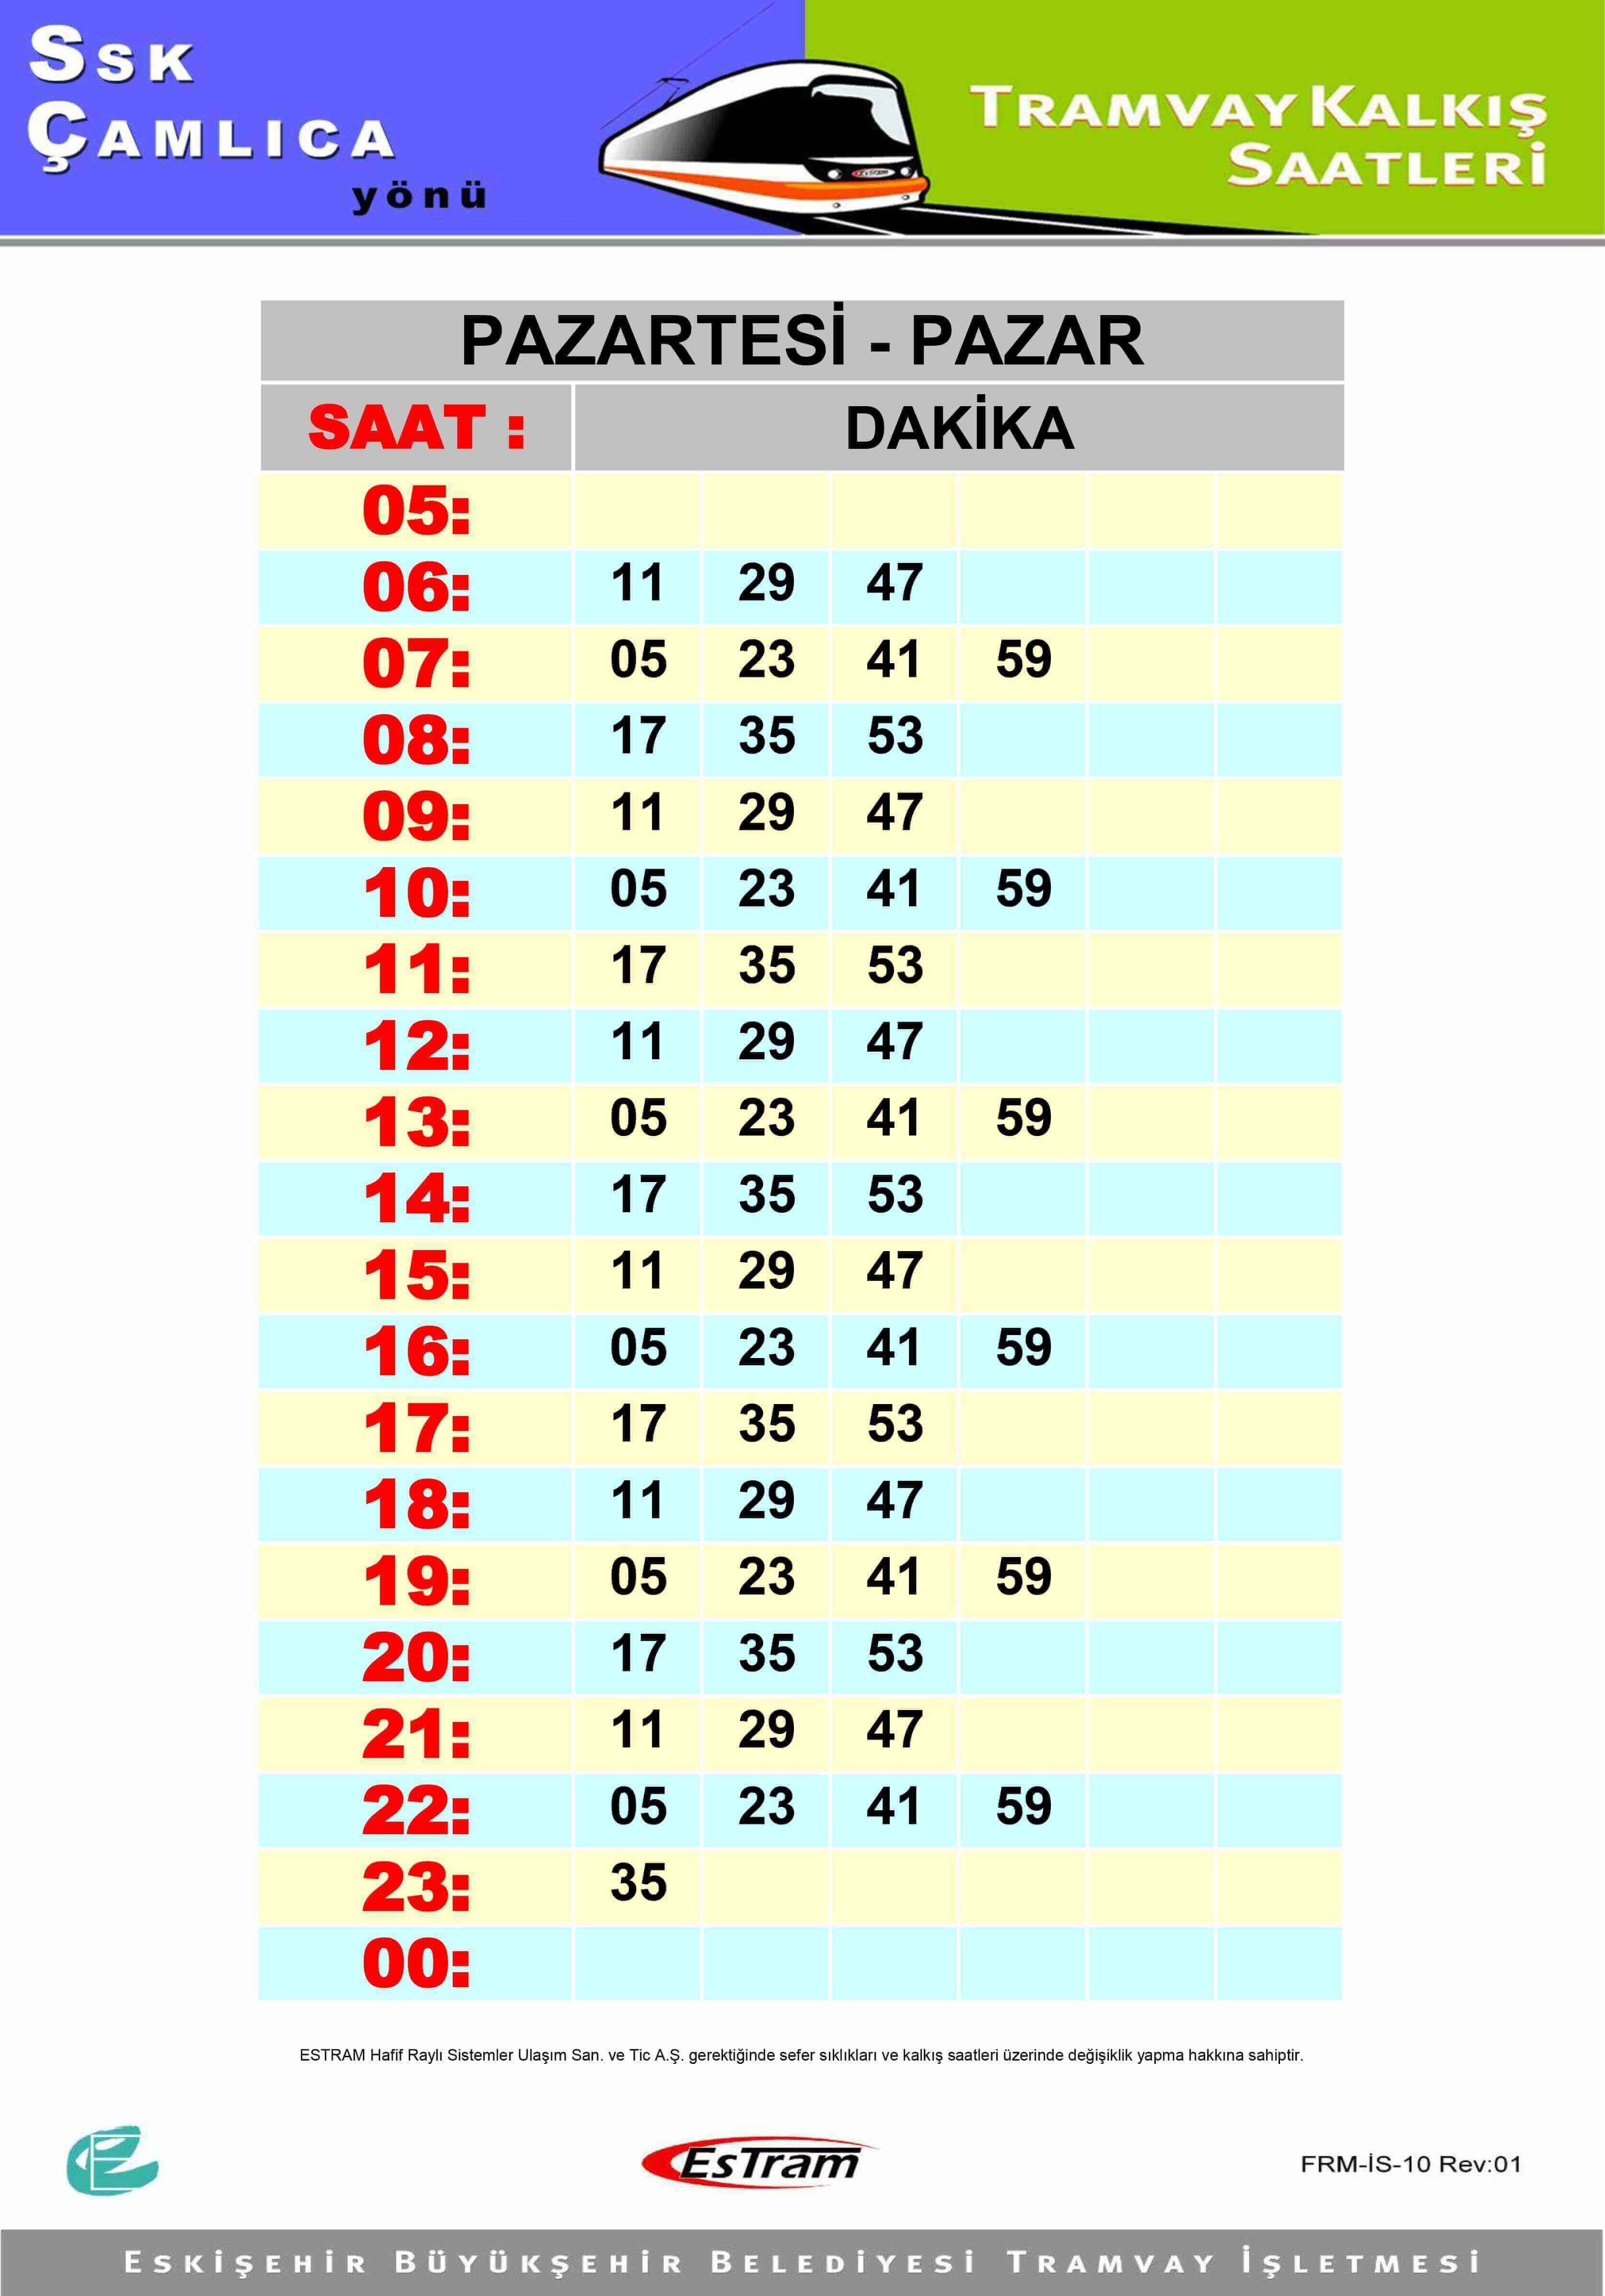 SSK
ÇAMLICA
yönü
TRAMVAY KALKIŞ
SAATLERİ
ESTRAM
PAZARTESİ - PAZAR
SAAT : DAKİKA
05:
06: 11 29 47
07: 05 23 41 59
08: 17 35 53
09: 11 29 47
10: 05 23 41 59
11: 17 35 53
12: 11 29 47
13: 05 23 41 59
14: 17 35 53
15: 11 29 47
16: 05 23 41 59
17: 17 35 53
18: 11 29 47
19: 05 23 41 59
20: 17 35 53
21: 11 29 47
22: 05 23 41 59
23: 35
00:
ESTRAM Hafif Raylı Sistemler Ulaşım San. ve Tic A.Ş. gerektiğinde sefer sıklıkları ve kalkış saatleri üzerinde değişiklik yapma hakkına sahiptir.
EsTram
FRM-İS-10 Rev:01
ESKİŞEHİR BÜYÜKŞEHİR BELEDİYESİ TRAMVAY İŞLETMESİ